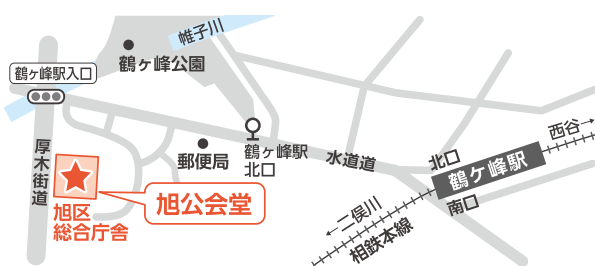 帷子川
鶴ヶ峰公園
鶴ヶ峰駅入口
西谷→
厚木街道
郵便局
鶴ヶ峰駅
北口
水道道
北口
鶴ヶ峰駅
南口
旭公会堂
旭区
総合庁舎
←二俣川
相鉄本線